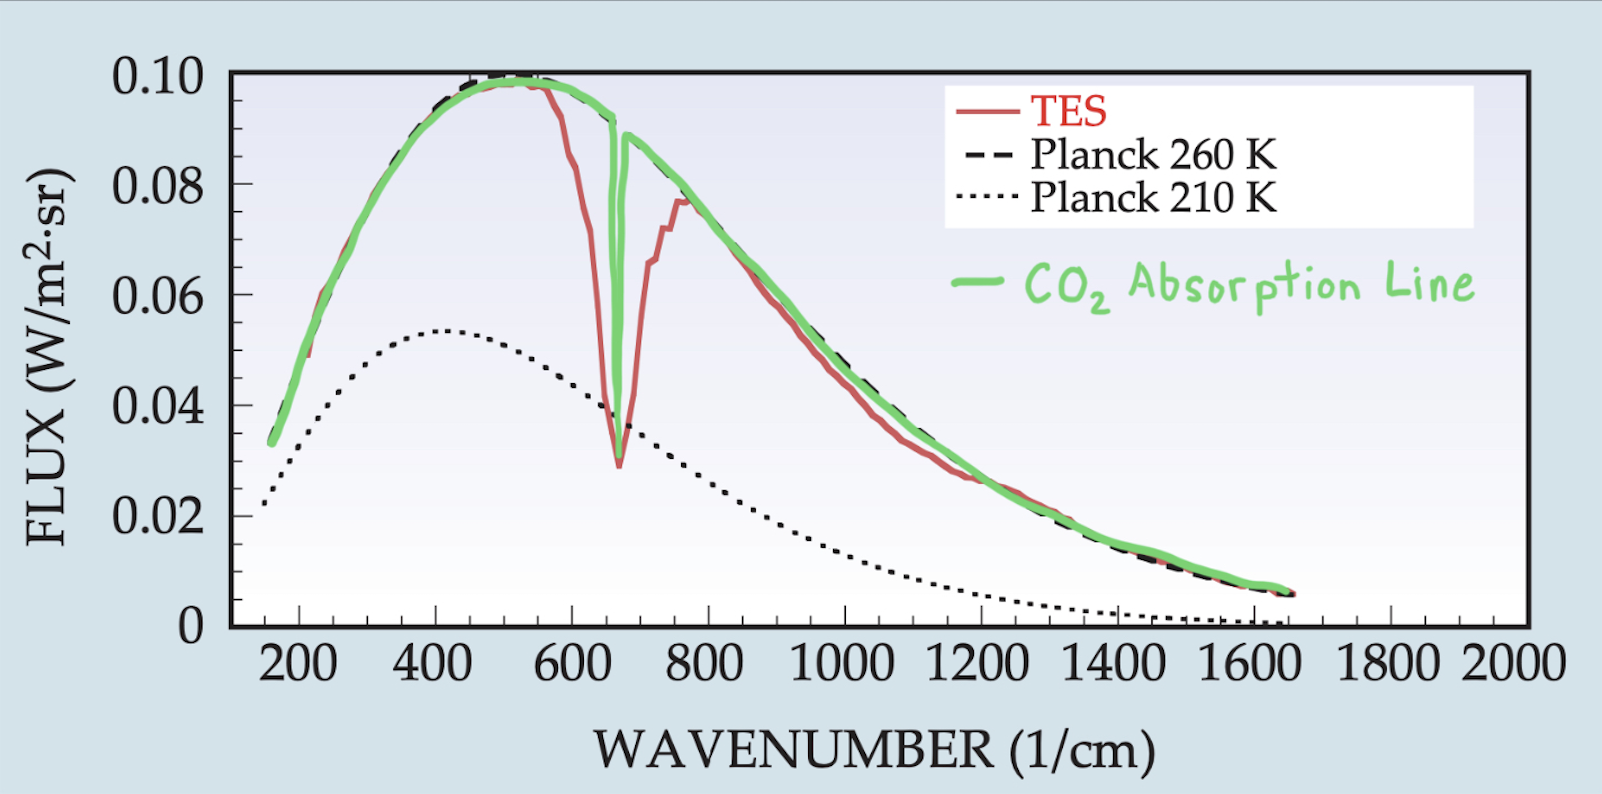 FLUX (W/m²·sr)
0.10
0.08
0.06
0.04
0.02
0
TES
Planck 260 K
Planck 210 K
CO₂ Absorption Line
200 400 600 800 1000 1200 1400 1600 1800 2000
WAVENUMBER (1/cm)